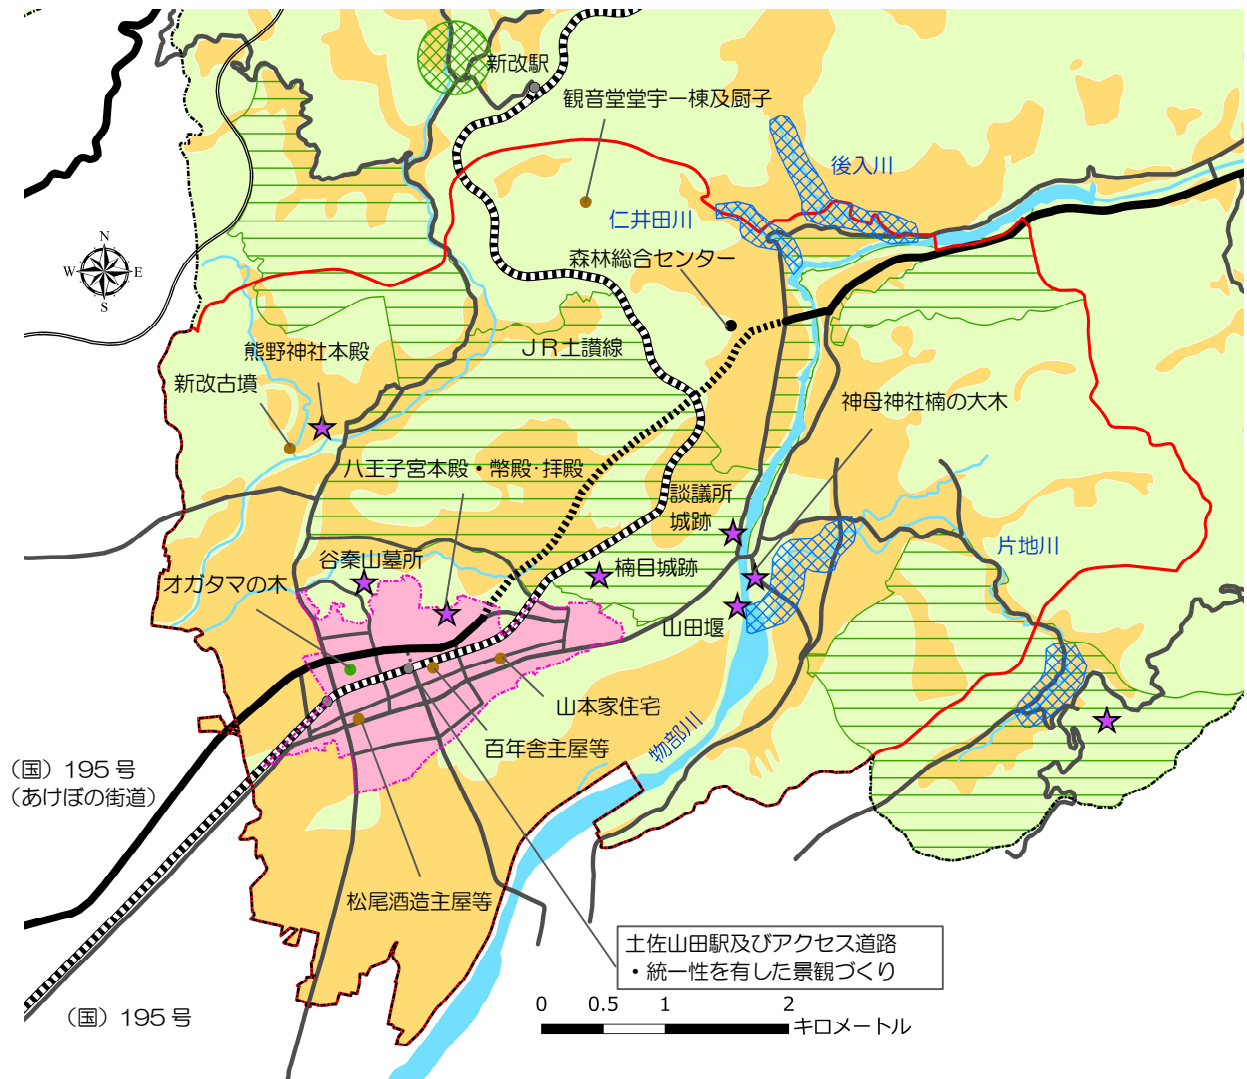 新改駅
観音堂堂宇一棟及厨子
後入川
仁井田川
N
W
E
S
森林総合センター
熊野神社本殿
JR土讃線
新改古墳
神母神社楠の大木
八王子宮本殿・幣殿・拝殿
談議所
城跡
片地川
谷秦山墓所
楠目城跡
オガタマの木
山田堰
山本家住宅
物部川
百年舎主屋等
(国)195号
(あけぼの街道)
松尾酒造主屋等
土佐山田駅及びアクセス道路
・統一性を有した景観づくり
0 0.5 1 2
キロメートル
(国)195号